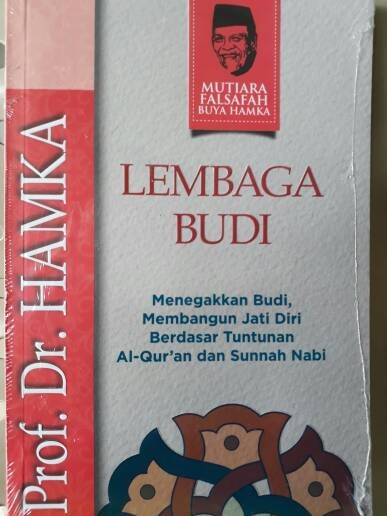 MUTIARA
FALSAFAH
BUYA HAMKA
Prof. Dr. HAMKA
LEMBAGA
BUDI
Menegakkan Budi,
Membangun Jati Diri
Berdasar Tuntunan
Al-Qur'an dan Sunnah Nabi